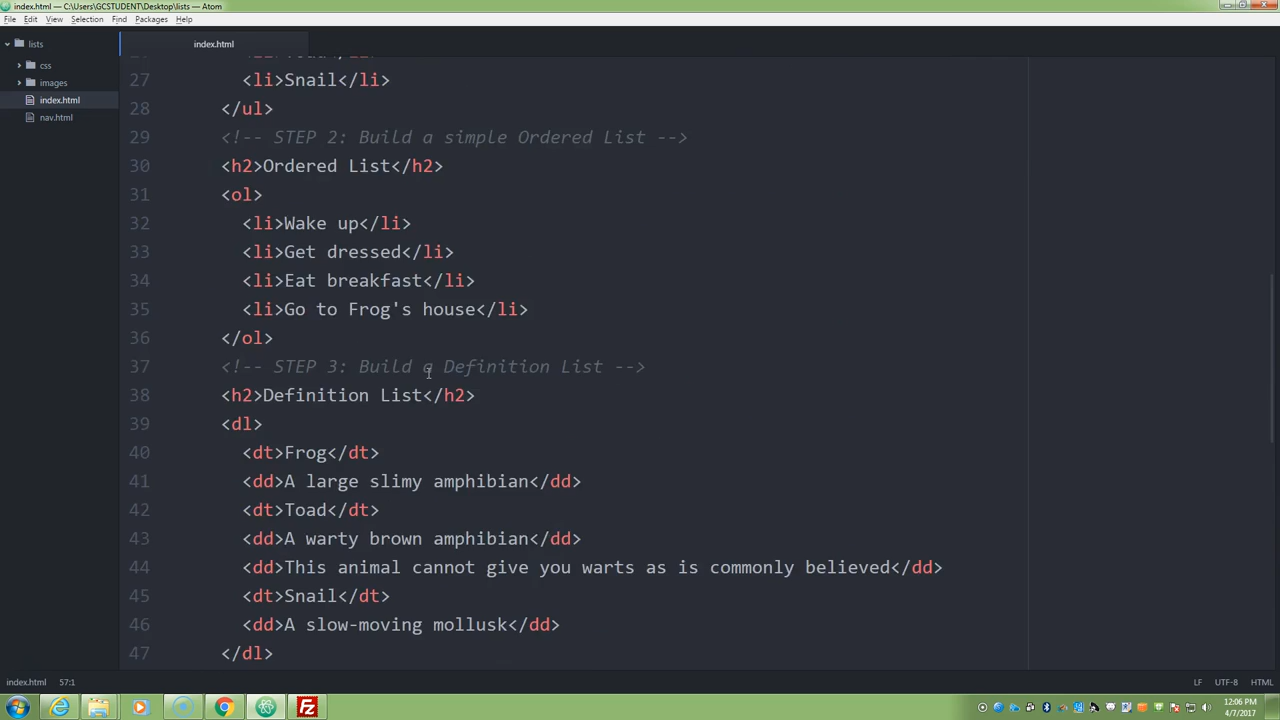 index.html — C:\Users\GCSTUDENT\Desktop\lists — Atom
File Edit View Selection Find Packages Help
lists
css
images
index.html
nav.html
index.html
27 <li>Snail</li>
28 </ul>
29 <!-- STEP 2: Build a simple Ordered List -->
30 <h2>Ordered List</h2>
31 <ol>
32 <li>Wake up</li>
33 <li>Get dressed</li>
34 <li>Eat breakfast</li>
35 <li>Go to Frog's house</li>
36 </ol>
37 <!-- STEP 3: Build a Definition List -->
38 <h2>Definition List</h2>
39 <dl>
40 <dt>Frog</dt>
41 <dd>A large slimy amphibian</dd>
42 <dt>Toad</dt>
43 <dd>A warty brown amphibian</dd>
44 <dd>This animal cannot give you warts as is commonly believed</dd>
45 <dt>Snail</dt>
46 <dd>A slow-moving mollusk</dd>
47 </dl>
index.html 57:1 LF UTF-8 HTML
12:06 PM
4/7/2017